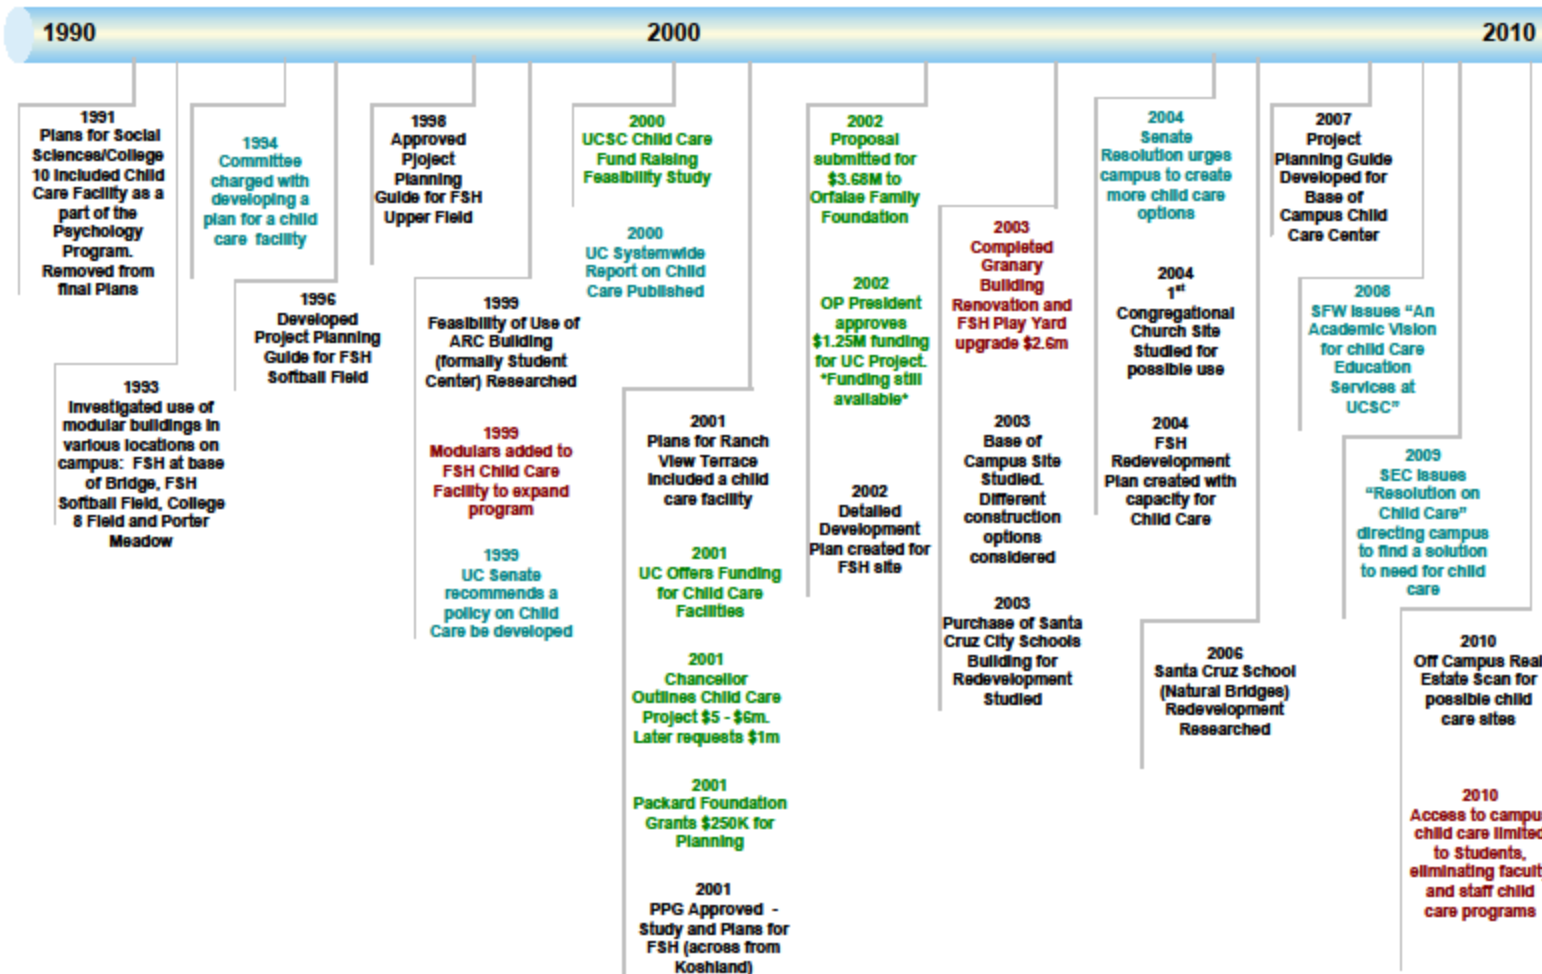 1990
2000
2010
1991
Plans for Social
Sciences/College
10 Included Child
Care Facility as a
part of the
Psychology
Program.
Removed from
final Plans
1993
Investigated use of
modular buildings in
various locations on
campus: FSH at base
of Bridge, FSH
Softball Field, College
8 Field and Porter
Meadow
1994
Committee
charged with
developing a
plan for a child
care facility
1996
Developed
Project Planning
Guide for FSH
Softball Field
1998
Approved
Pjoject
Planning
Guide for FSH
Upper Field
1999
Feasibility of Use of
ARC Building
(formally Student
Center) Researched
1999
Modulars added to
FSH Child Care
Facility to expand
program
1999
UC Senate
recommends a
policy on Child
Care be developed
2000
UCSC Child Care
Fund Raising
Feasibility Study
2000
UC Systemwide
Report on Child
Care Published
2001
Plans for Ranch
View Terrace
Included a child
care facility
2001
UC Offers Funding
for Child Care
Facilities
2001
Chancellor
Outlines Child Care
Project $5 - $6m.
Later requests $1m
2001
Packard Foundation
Grants $250K for
Planning
2001
PPG Approved -
Study and Plans for
FSH (across from
Koshland)
2002
Proposal
submitted for
$3.68M to
Orfalae Family
Foundation
2002
OP President
approves
$1.25M funding
for UC Project.
*Funding still
available*
2002
Detailed
Development
Plan created for
FSH site
2003
Completed
Granary
Building
Renovation and
FSH Play Yard
upgrade $2.6m
2003
Base of
Campus Site
Studied.
Different
construction
options
considered
2003
Purchase of Santa
Cruz City Schools
Building for
Redevelopment
Studied
2004
Senate
Resolution urges
campus to create
more child care
options
2004
1st
Congregational
Church Site
Studied for
possible use
2004
FSH
Redevelopment
Plan created with
capacity for
Child Care
2006
Santa Cruz School
(Natural Bridges)
Redevelopment
Researched
2007
Project
Planning Guide
Developed for
Base of
Campus Child
Care Center
2008
SFW Issues “An
Academic Vision
for child Care
Education
Services at
UCSC”
2009
SEC Issues
“Resolution on
Child Care”
directing campus
to find a solution
to need for child
care
2010
Off Campus Real
Estate Scan for
possible child
care sites
2010
Access to campu
child care limited
to Students,
eliminating facult
and staff child
care programs